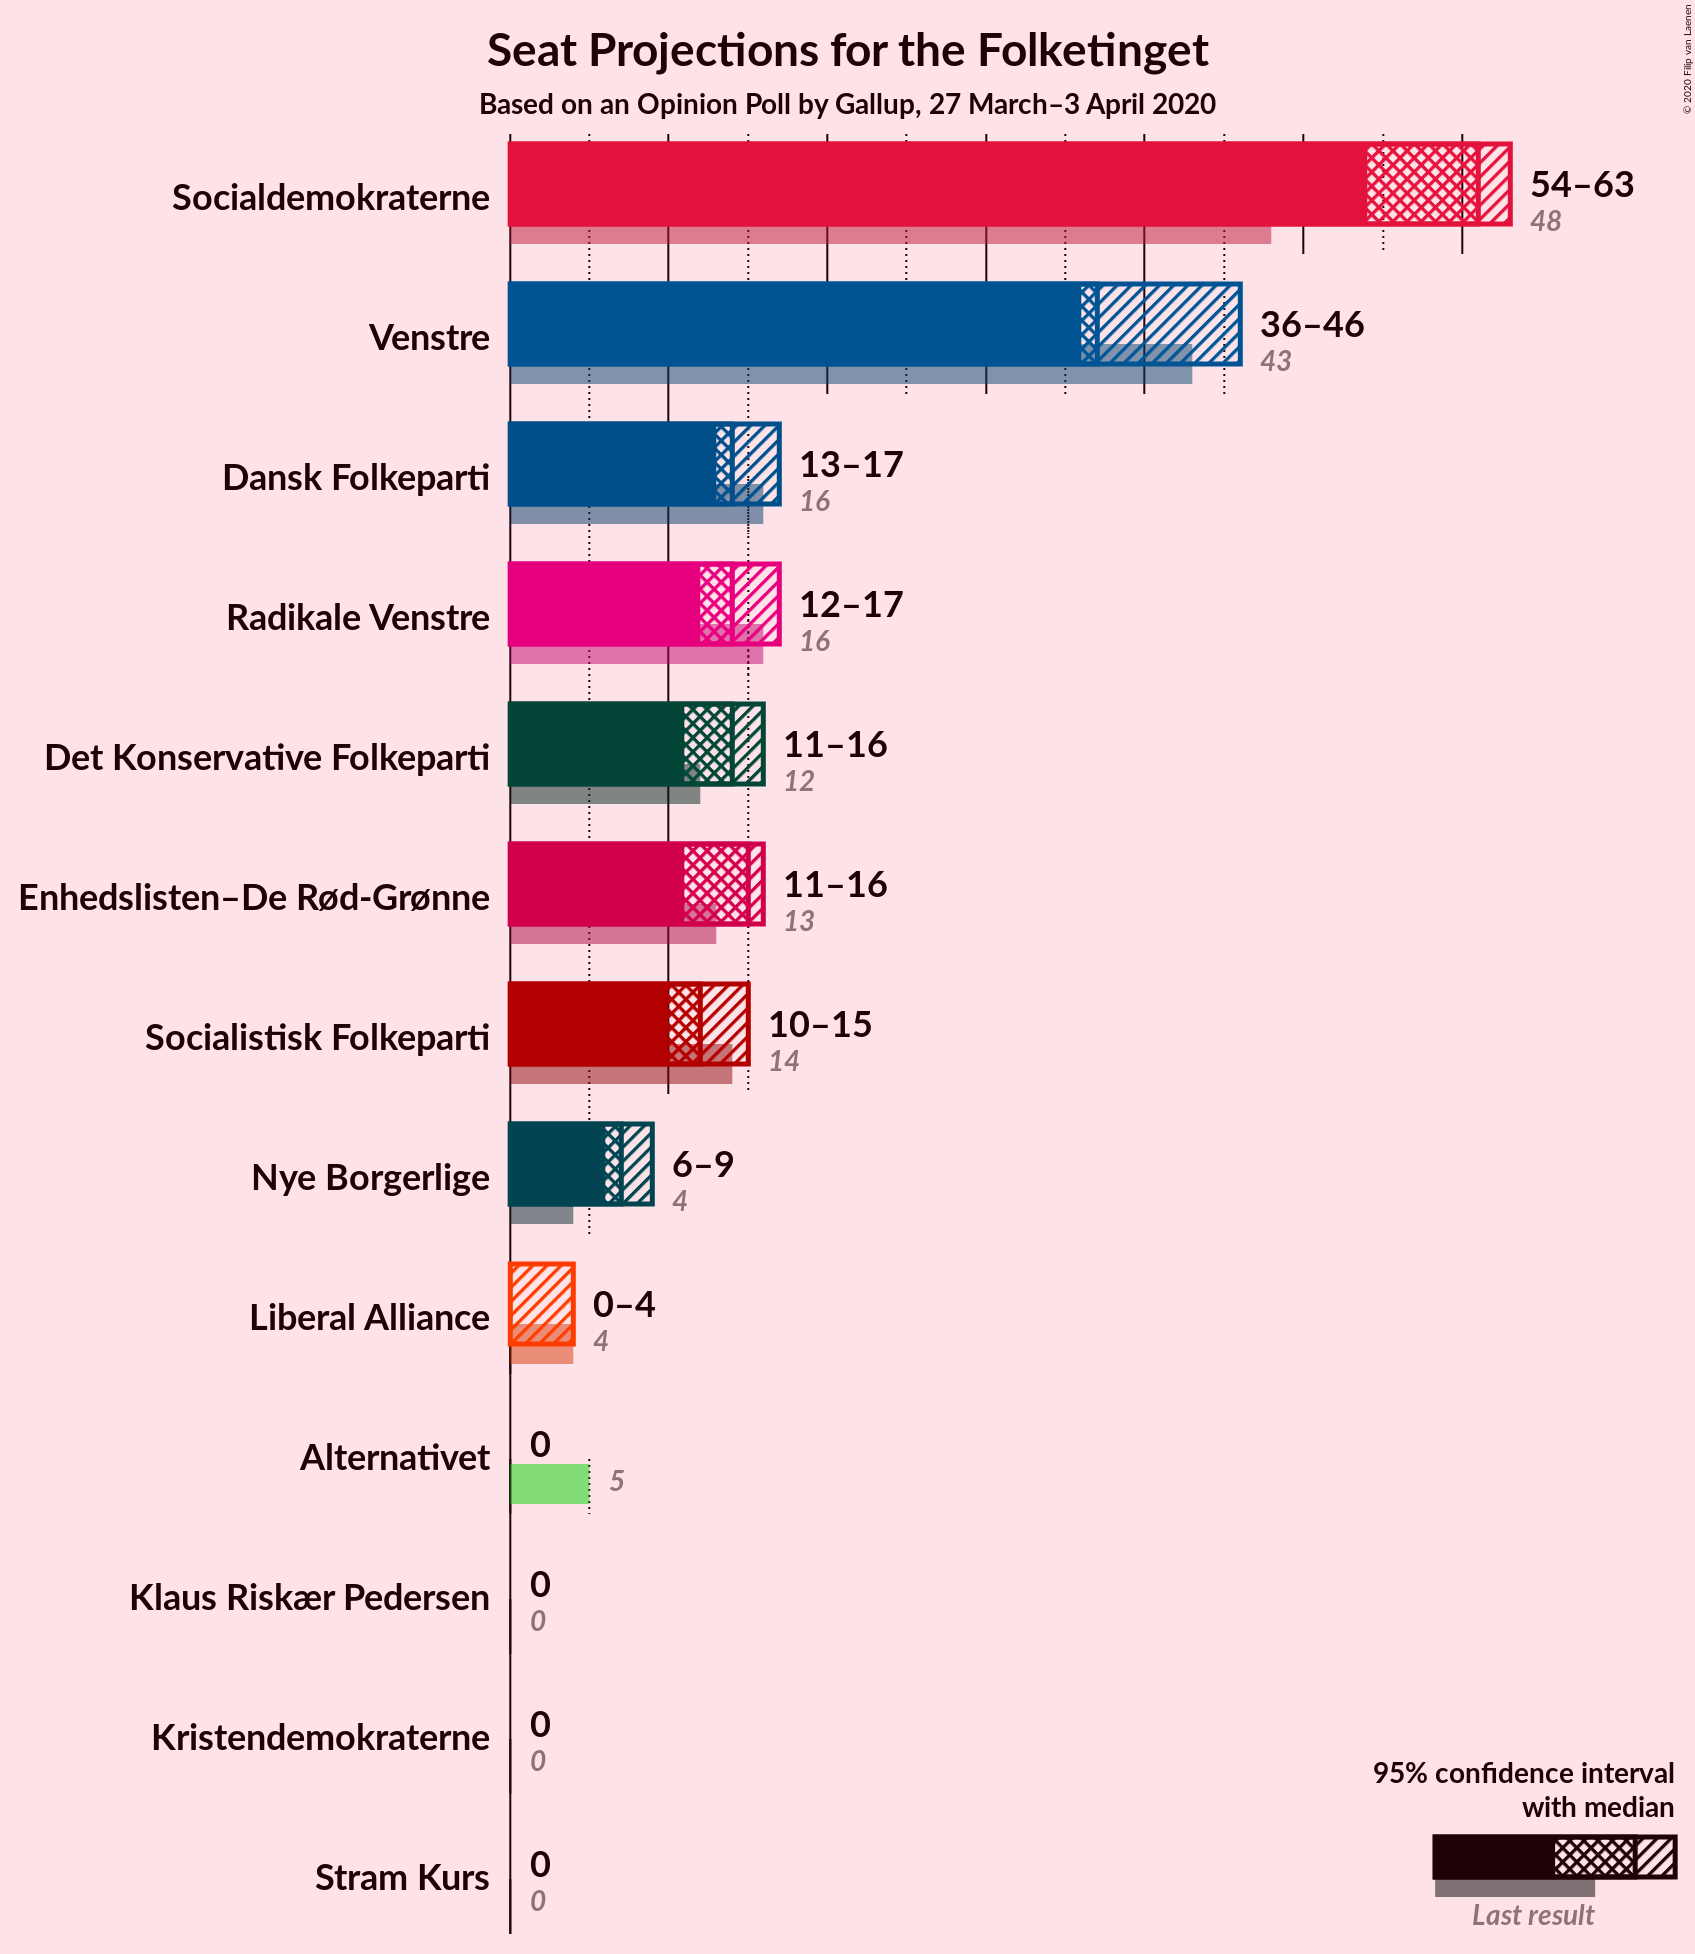 Seat Projections for the Folketinget
Based on an Opinion Poll by Gallup, 27 March–3 April 2020
© 2020 Filip van Laenen
Socialdemokraterne
54–63
48
Venstre
36–46
43
Dansk Folkeparti
13–17
16
Radikale Venstre
12–17
16
Det Konservative Folkeparti
11–16
12
Enhedslisten–De Rød-Grønne
11–16
13
Socialistisk Folkeparti
10–15
14
Nye Borgerlige
6–9
4
Liberal Alliance
0–4
4
Alternativet
0
5
Klaus Riskær Pedersen
0
0
Kristendemokraterne
0
0
Stram Kurs
0
0
95% confidence interval
with median
Last result